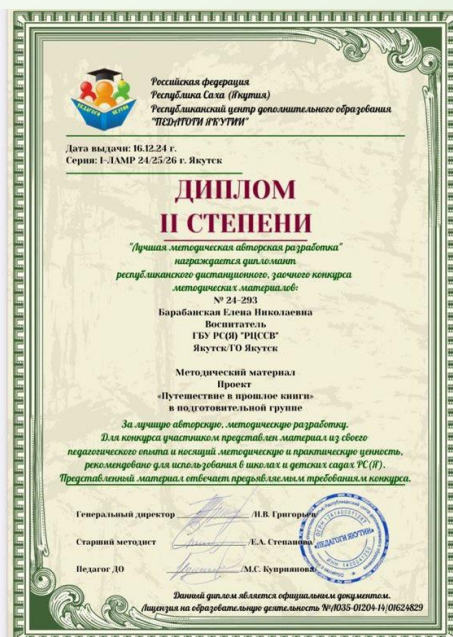 Российская федерация
Республика Саха (Якутия)
Республиканский центр дополнительного образования
"ПЕДАГОГИ ЯКУТИИ"
ПЕДАГОГИ ЯКУТИИ
Дата выдачи: 16.12.24 г.
Серия: I-ЛАМР 24/25/26 г. Якутск
ДИПЛОМ
II СТЕПЕНИ
"Лучшая методическая авторская разработка"
награждается дипломант
республиканского дистанционного, заочного конкурса
методических материалов:
№ 24-293
Барабанская Елена Николаевна
Воспитатель
ГБУ РС(Я) "РЦССВ"
Якутск/ГО Якутск
Методический материал
Проект
«Путешествие в прошлое книги»
в подготовительной группе
За лучшую авторскую, методическую разработку.
Для конкурса участником представлен материал из своего
педагогического опыта и носящий методическую и практическую ценность,
рекомендовано для использования в школах и детских садах РС(Я).
Представленный материал отвечает предъявляемым требованиям конкурса.
Генеральный директор /Н.В. Григорьев
Старший методист /Е.А. Степанова
Педагог ДО /М.С. Куприянова
«ПЕДАГОГИ ЯКУТИИ»
Данный диплом является официальным документом.
Лицензия на образовательную деятельность №Л035-01204-14/01624829